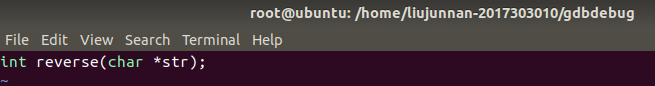 root@ubuntu: /home/liujunnan-2017303010/gdbdebug
File Edit View Search Terminal Help
int reverse(char *str);
~